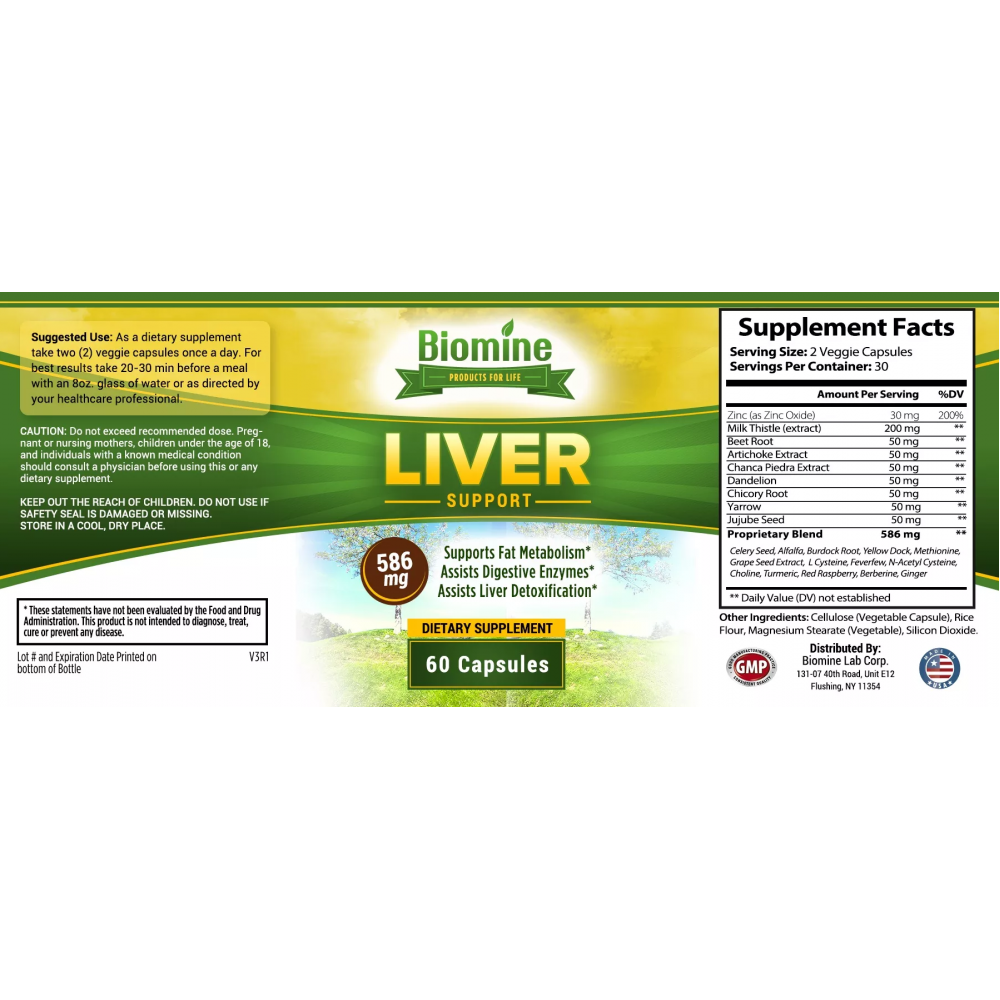 Suggested Use: As a dietary supplement
take two (2) veggie capsules once a day. For
best results take 20-30 min before a meal
with an 8oz. glass of water or as directed by
your healthcare professional.
CAUTION: Do not exceed recommended dose. Preg-
nant or nursing mothers, children under the age of 18,
and individuals with a known medical condition
should consult a physician before using this or any
dietary supplement.
KEEP OUT THE REACH OF CHILDREN. DO NOT USE IF
SAFETY SEAL IS DAMAGED OR MISSING.
STORE IN A COOL, DRY PLACE.
* These statements have not been evaluated by the Food and Drug
Administration. This product is not intended to diagnose, treat,
cure or prevent any disease.
Lot # and Expiration Date Printed on
bottom of Bottle
V3R1
Biomine
PRODUCTS FOR LIFE
LIVER
SUPPORT
586
mg
Supports Fat Metabolism*
Assists Digestive Enzymes*
Assists Liver Detoxification*
DIETARY SUPPLEMENT
60 Capsules
Supplement Facts
Serving Size: 2 Veggie Capsules
Servings Per Container: 30
Amount Per Serving %DV
Zinc (as Zinc Oxide) 30 mg 200%
Milk Thistle (extract) 200 mg **
Beet Root 50 mg **
Artichoke Extract 50 mg **
Chanca Piedra Extract 50 mg **
Dandelion 50 mg **
Chicory Root 50 mg **
Yarrow 50 mg **
Jujube Seed 50 mg **
Proprietary Blend 586 mg **
Celery Seed, Alfalfa, Burdock Root, Yellow Dock, Methionine,
Grape Seed Extract, L Cysteine, Feverfew, N-Acetyl Cysteine,
Choline, Turmeric, Red Raspberry, Berberine, Ginger
** Daily Value (DV) not established
Other Ingredients: Cellulose (Vegetable Capsule), Rice
Flour, Magnesium Stearate (Vegetable), Silicon Dioxide.
GOOD MANUFACTURING PRACTICE
GMP
CONSISTENT QUALITY
Distributed By:
Biomine Lab Corp.
131-07 40th Road, Unit E12
Flushing, NY 11354
MADE IN
USA